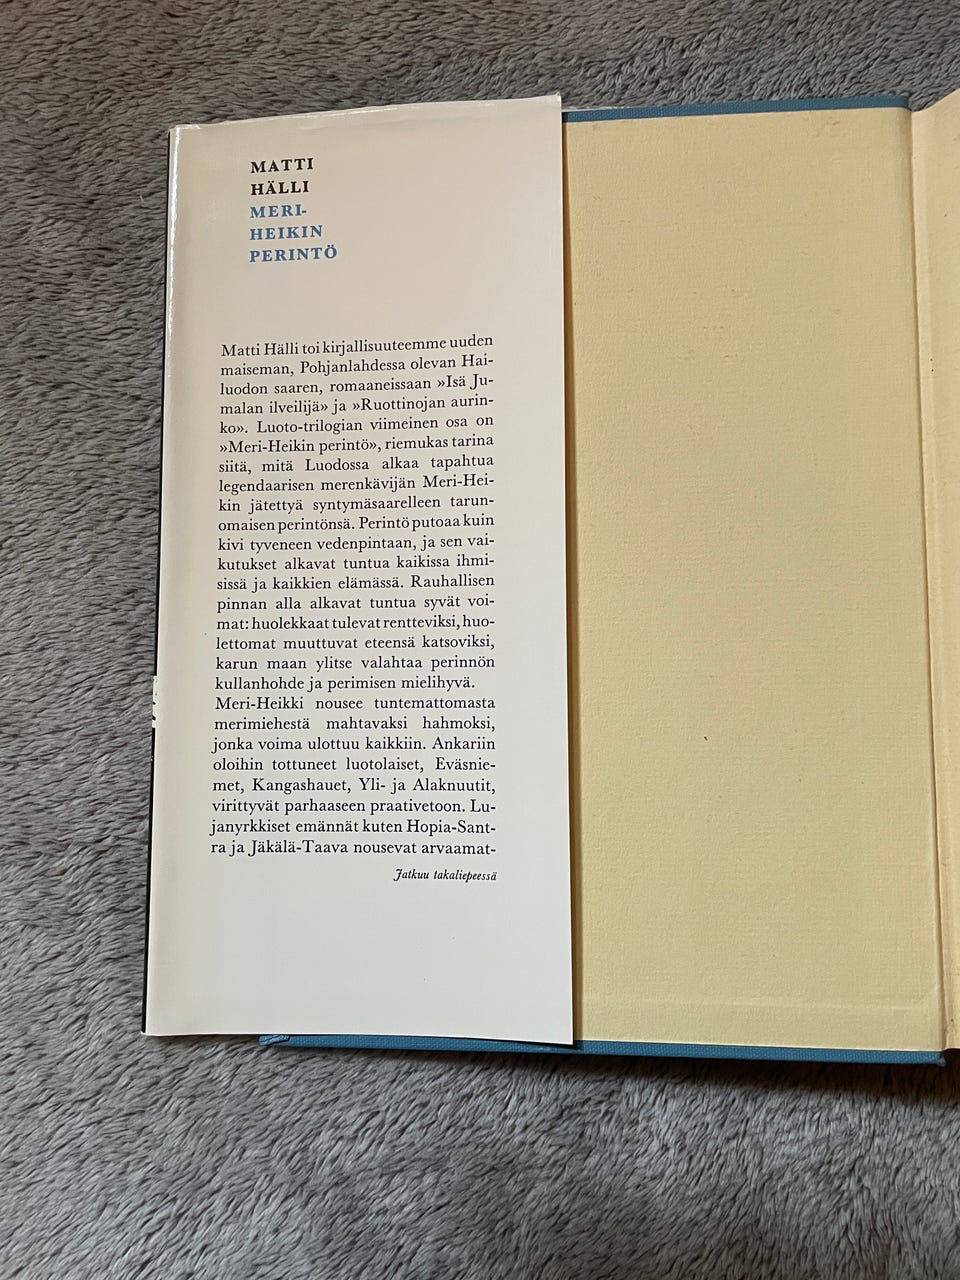 MATTI
HÄLLI
MERI-
HEIKIN
PERINTÖ
Matti Hälli toi kirjallisuuteemme uuden
maiseman, Pohjanlahdessa olevan Hai-
luodon saaren, romaaneissaan »Isä Ju-
malan ilveilijä» ja »Ruottinojan aurin-
ko». Luoto-trilogian viimeinen osa on
»Meri-Heikin perintö», riemukas tarina
siitä, mitä Luodossa alkaa tapahtua
legendaarisen merenkävijän Meri-Hei-
kin jätettyä syntymäsaarelleen tarun-
omaisen perintönsä. Perintö putoaa kuin
kivi tyveneen vedenpintaan, ja sen vai-
kutukset alkavat tuntua kaikissa ihmi-
sissä ja kaikkien elämässä. Rauhallisen
pinnan alla alkavat tuntua syvät voi-
mat: huolekkaat tulevat rentteviksi, huo-
lettomat muuttuvat eteensä katsoviksi,
karun maan ylitse valahtaa perinnön
kullanhohde ja perimisen mielihyvä.
Meri-Heikki nousee tuntemattomasta
merimiehestä mahtavaksi hahmoksi,
jonka voima ulottuu kaikkiin. Ankariin
oloihin tottuneet luotolaiset, Eväsnie-
met, Kangashauet, Yli- ja Alaknuutit,
virittyvät parhaaseen praativetoon. Lu-
janyrkkiset emännät kuten Hopia-Sant-
ra ja Jäkälä-Taava nousevat arvaamat-
Jatkuu takaliepeessä